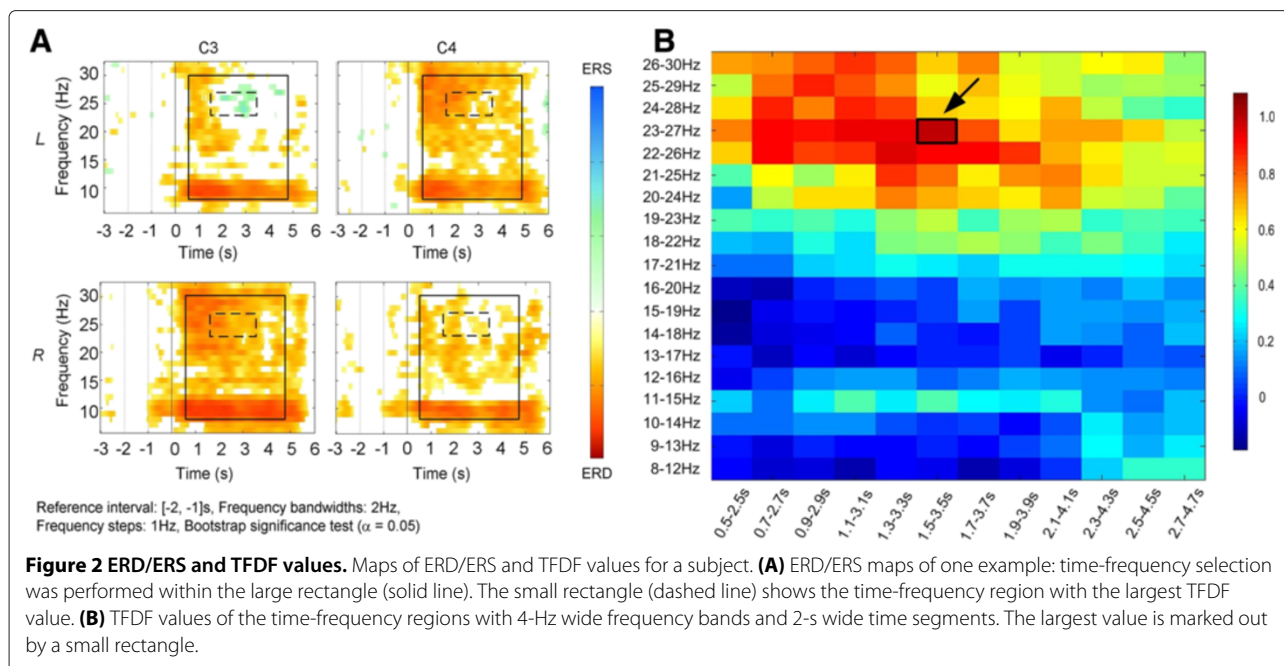 A
B
C3
C4
ERS
ERD
L
R
Frequency (Hz)
30
25
20
15
10
-3 -2 -1 0 1 2 3 4 5 6
-3 -2 -1 0 1 2 3 4 5 6
Time (s)
Time (s)
Frequency (Hz)
30
25
20
15
10
-3 -2 -1 0 1 2 3 4 5 6
-3 -2 -1 0 1 2 3 4 5 6
Time (s)
Time (s)
Reference interval: [-2, -1]s, Frequency bandwidths: 2Hz,
Frequency steps: 1Hz, Bootstrap significance test (α = 0.05)
26-30Hz
25-29Hz
24-28Hz
23-27Hz
22-26Hz
21-25Hz
20-24Hz
19-23Hz
18-22Hz
17-21Hz
16-20Hz
15-19Hz
14-18Hz
13-17Hz
12-16Hz
11-15Hz
10-14Hz
9-13Hz
8-12Hz
0.5-2.5s
0.7-2.7s
0.9-2.9s
1.1-3.1s
1.3-3.3s
1.5-3.5s
1.7-3.7s
1.9-3.9s
2.1-4.1s
2.3-4.3s
2.5-4.5s
2.7-4.7s
1.0
0.8
0.6
0.4
0.2
0
Figure 2 ERD/ERS and TFDF values. Maps of ERD/ERS and TFDF values for a subject. (A) ERD/ERS maps of one example: time-frequency selection
was performed within the large rectangle (solid line). The small rectangle (dashed line) shows the time-frequency region with the largest TFDF
value. (B) TFDF values of the time-frequency regions with 4-Hz wide frequency bands and 2-s wide time segments. The largest value is marked out
by a small rectangle.